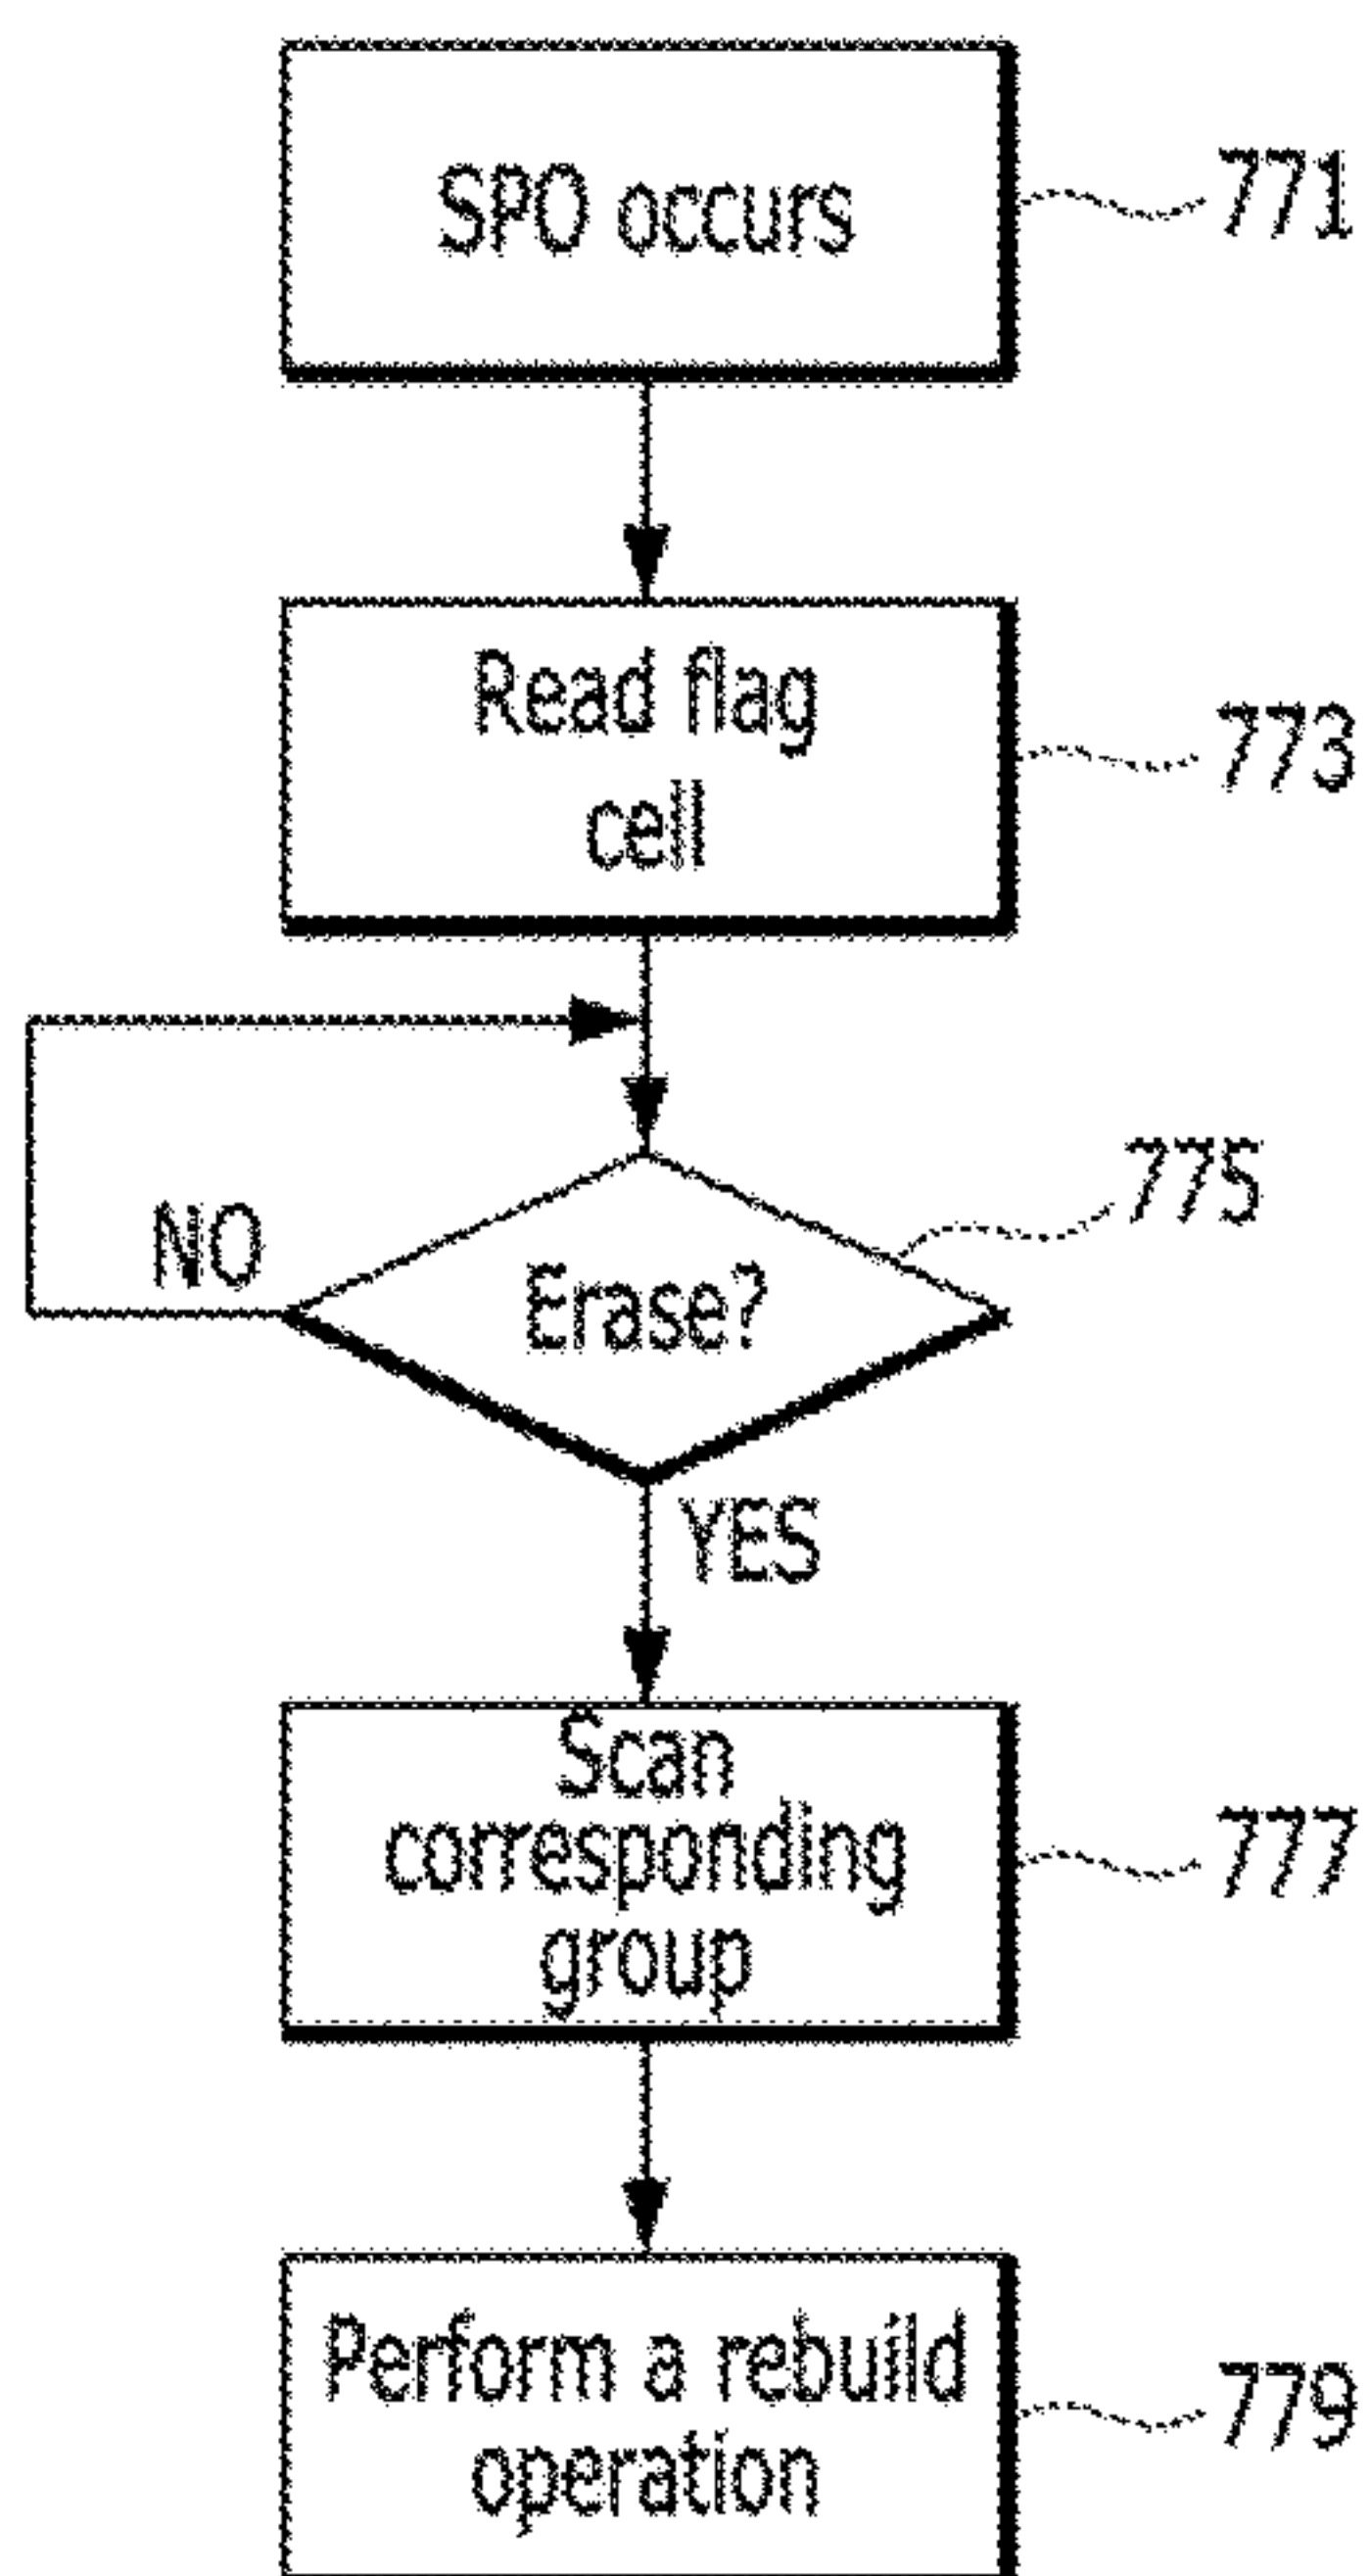 SPO occurs
771
Read flag
cell
773
775
NO
Erase?
YES
Scan
corresponding
group
777
Perform a rebuild
operation
779